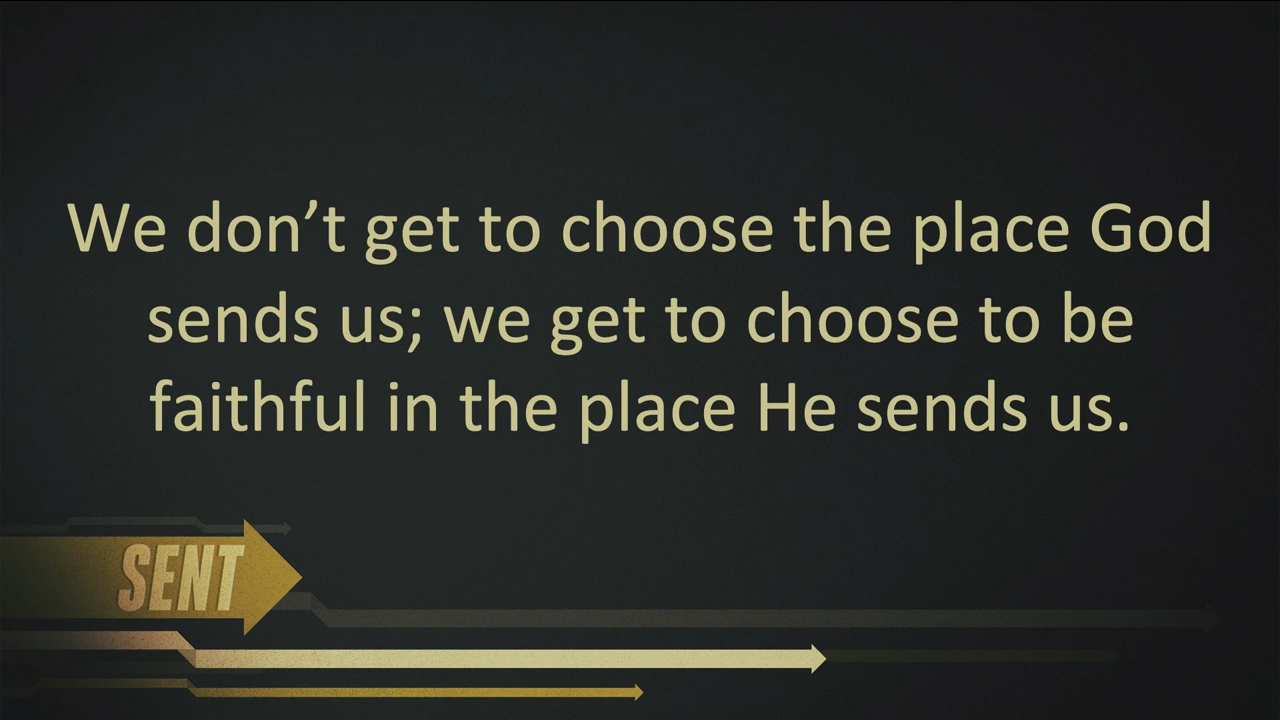 We don’t get to choose the place God
sends us; we get to choose to be
faithful in the place He sends us.
SENT